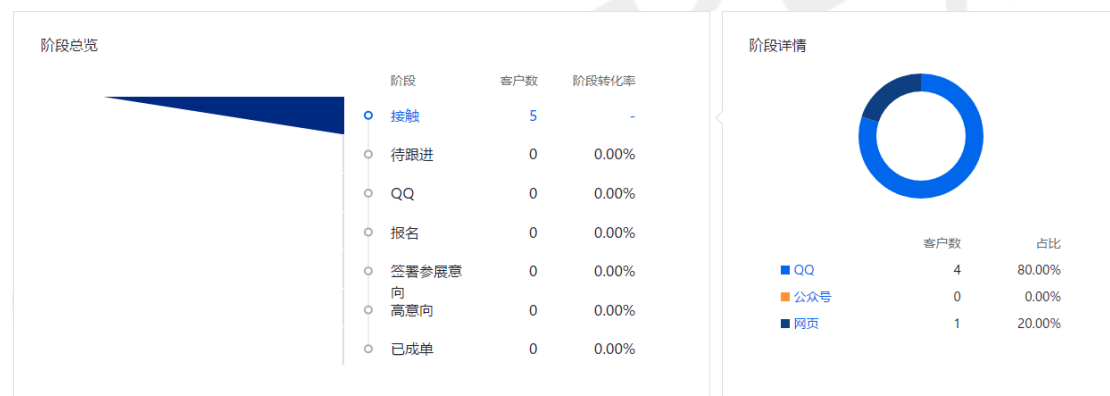 阶段总览
阶段 客户数 阶段转化率
接触 5 -
待跟进 0 0.00%
QQ 0 0.00%
报名 0 0.00%
签署参展意 0 0.00%
向
高意向 0 0.00%
已成单 0 0.00%
阶段详情
客户数 占比
QQ 4 80.00%
公众号 0 0.00%
网页 1 20.00%